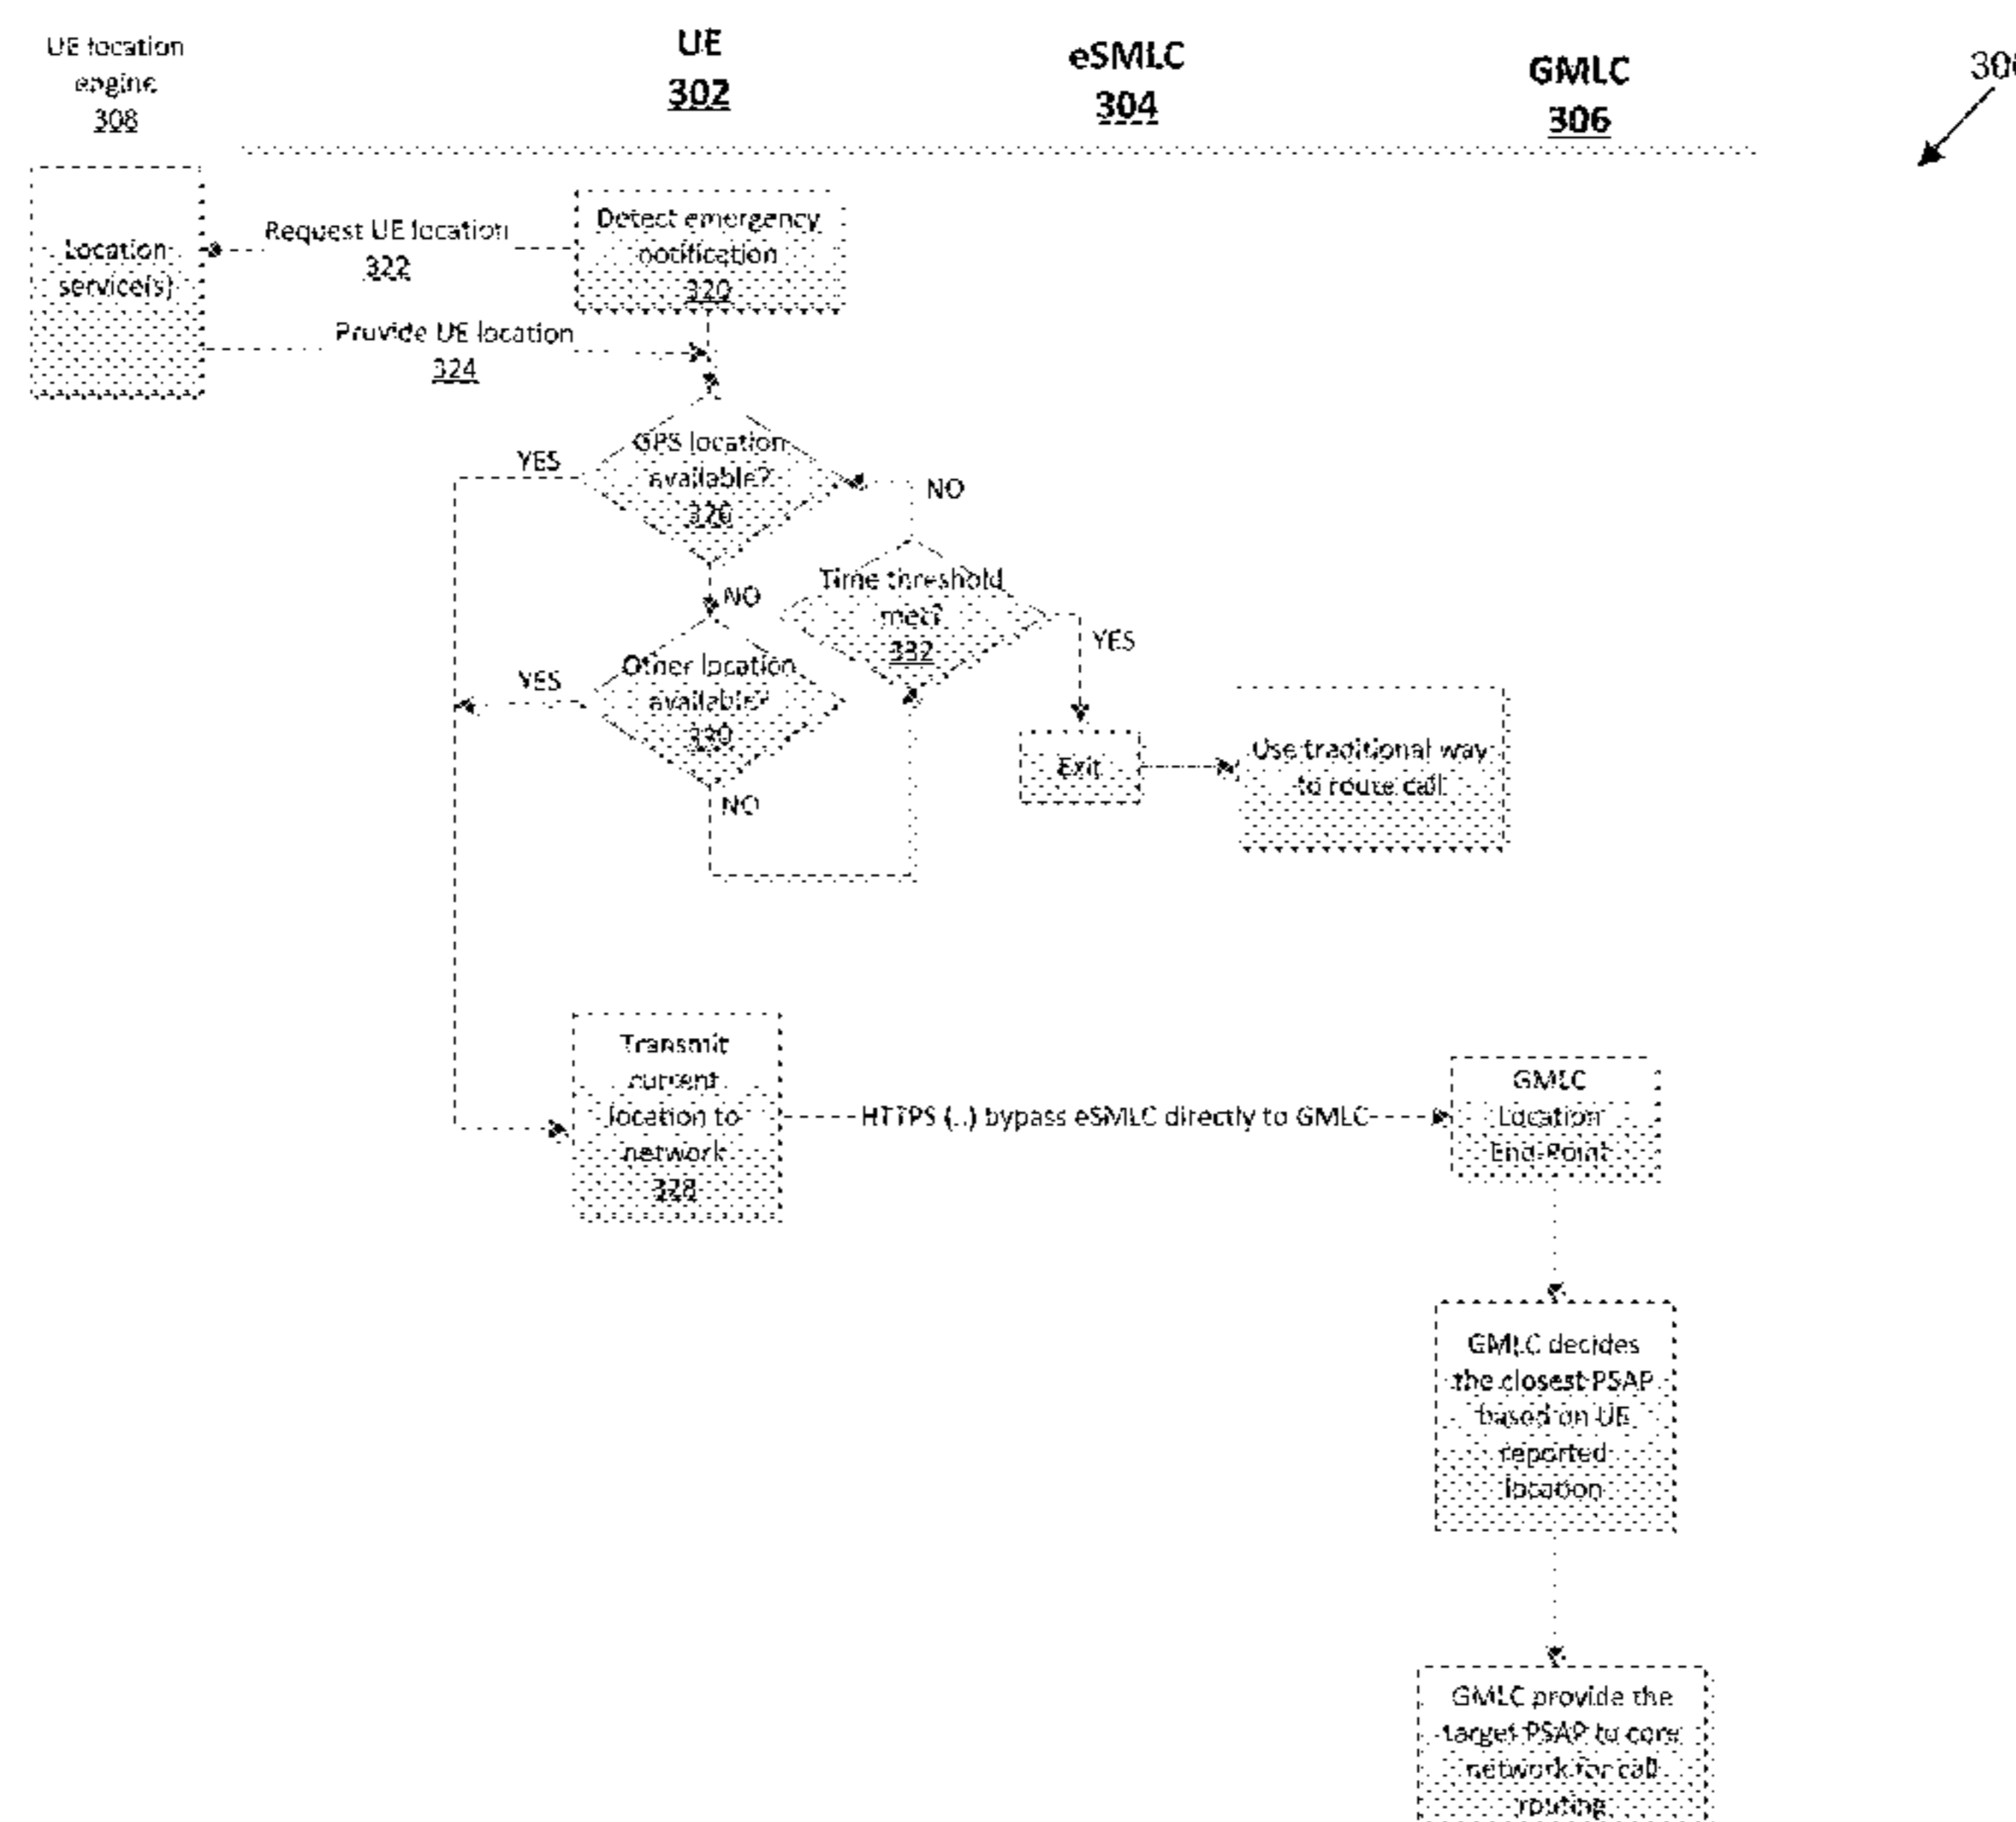 UE location
engine
308
UE
302
eSMLC
304
GMLC
306
Location
service(s)
Request UE location
322
Detect emergency
notification
320
Provide UE location
324
GPS location
available?
326
YES
NO
NO
Time threshold
met?
332
YES
Other location
available?
330
YES
NO
Exit
Use traditional way
to route call
Transmit
current
location to
network
328
HTTPS (..) bypass eSMLC directly to GMLC
GMLC
Location
End-Point
GMLC decides
the closest PSAP
based on UE
reported
location
GMLC provide the
target PSAP to core
network for call
routing